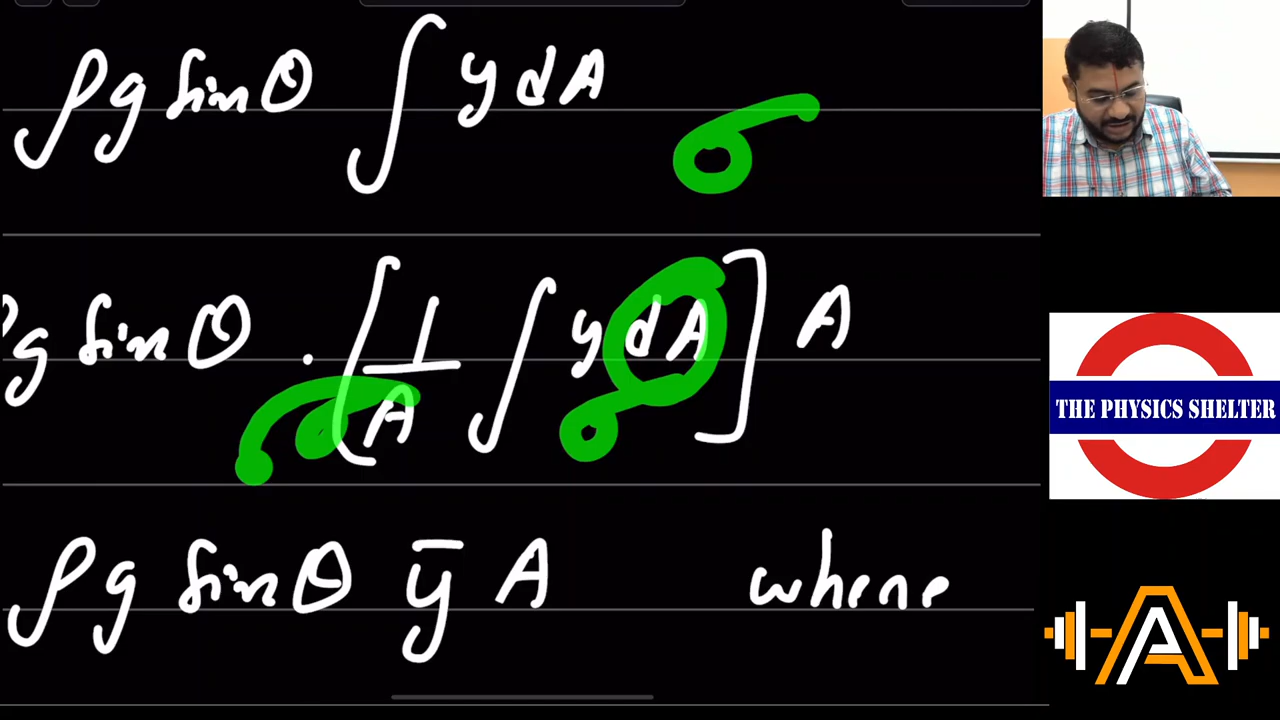 ρg sinθ ∫ y dA
σ
ρg sinθ · [ 1/A ∫ y dA ] A
σ σ
ρg sinθ ȳ A where
THE PHYSICS SHELTER
A